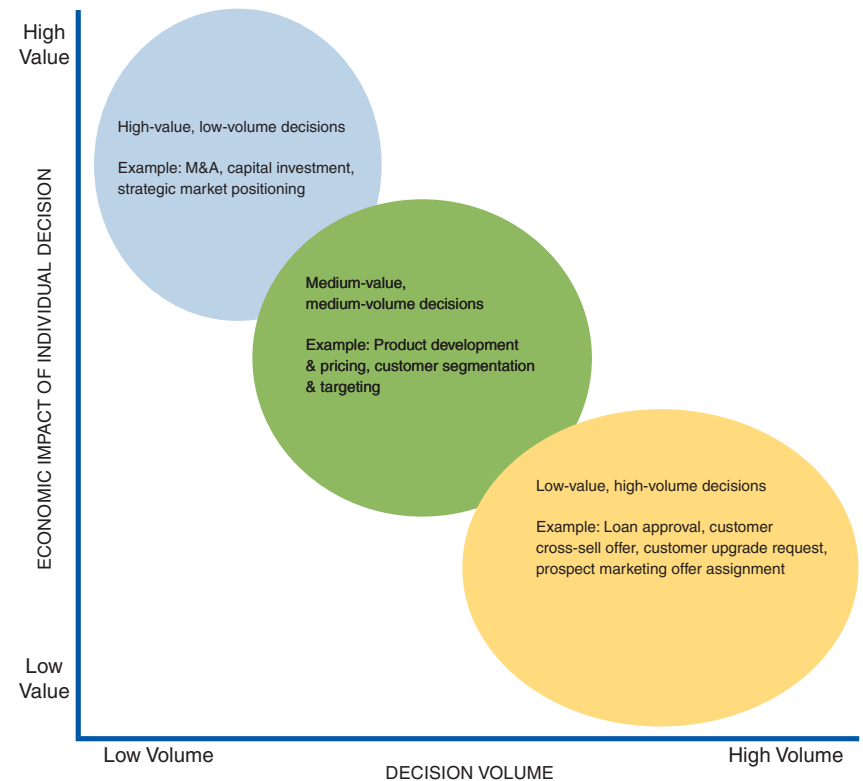 High
Value
High-value, low-volume decisions
Example: M&A, capital investment,
strategic market positioning
Medium-value,
medium-volume decisions
Example: Product development
& pricing, customer segmentation
& targeting
Low-value, high-volume decisions
Example: Loan approval, customer
cross-sell offer, customer upgrade request,
prospect marketing offer assignment
ECONOMIC IMPACT OF INDIVIDUAL DECISION
Low
Value
Low Volume
High Volume
DECISION VOLUME